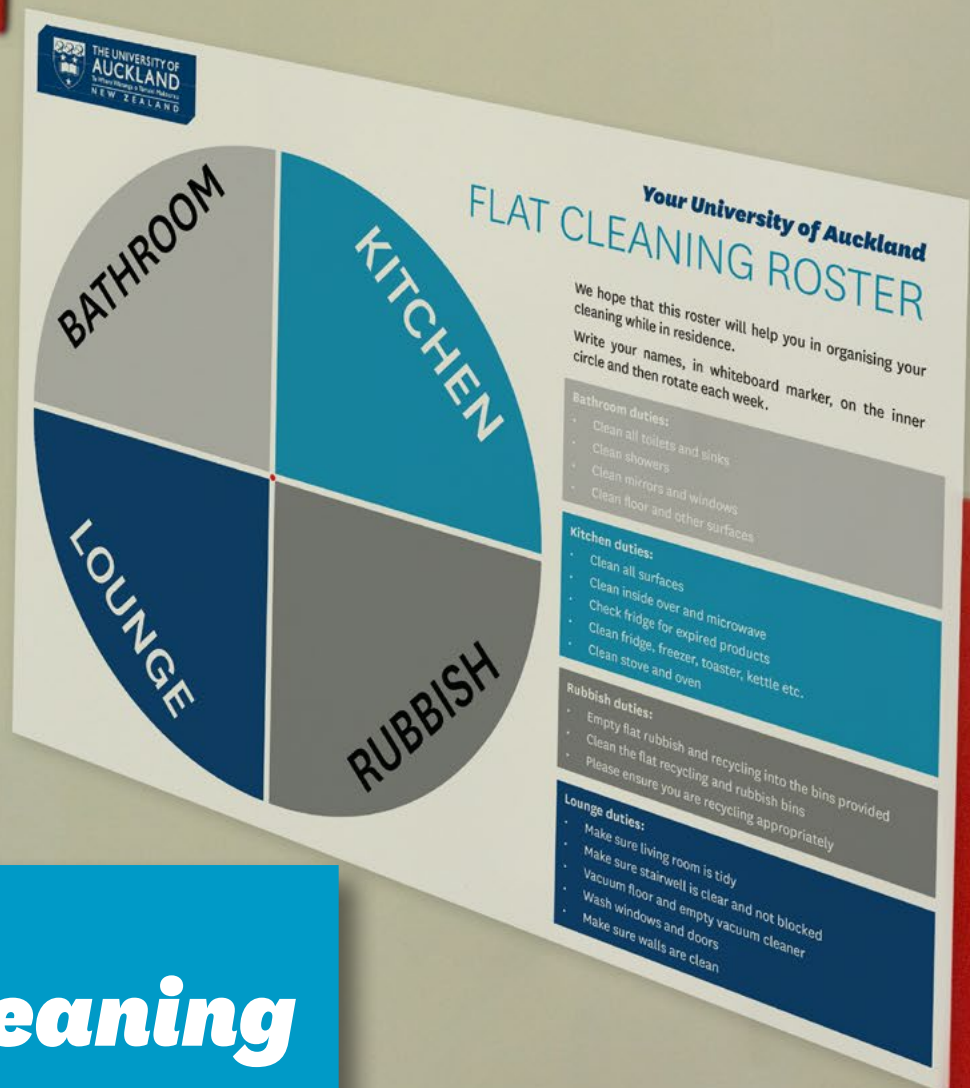 THE UNIVERSITY OF
AUCKLAND
Te Whare Wānanga o Tāmaki Makaurau
NEW ZEALAND
BATHROOM
KITCHEN
LOUNGE
RUBBISH
Your University of Auckland
FLAT CLEANING ROSTER
We hope that this roster will help you in organising your
cleaning while in residence.
Write your names, in whiteboard marker, on the inner
circle and then rotate each week.
Bathroom duties:
· Clean all toilets and sinks
· Clean showers
· Clean mirrors and windows
· Clean floor and other surfaces
Kitchen duties:
· Clean all surfaces
· Clean inside over and microwave
· Check fridge for expired products
· Clean fridge, freezer, toaster, kettle etc.
· Clean stove and oven
Rubbish duties:
· Empty flat rubbish and recycling into the bins provided
· Clean the flat recycling and rubbish bins
· Please ensure you are recycling appropriately
Lounge duties:
· Make sure living room is tidy
· Make sure stairwell is clear and not blocked
· Vacuum floor and empty vacuum cleaner
· Wash windows and doors
· Make sure walls are clean
eaning